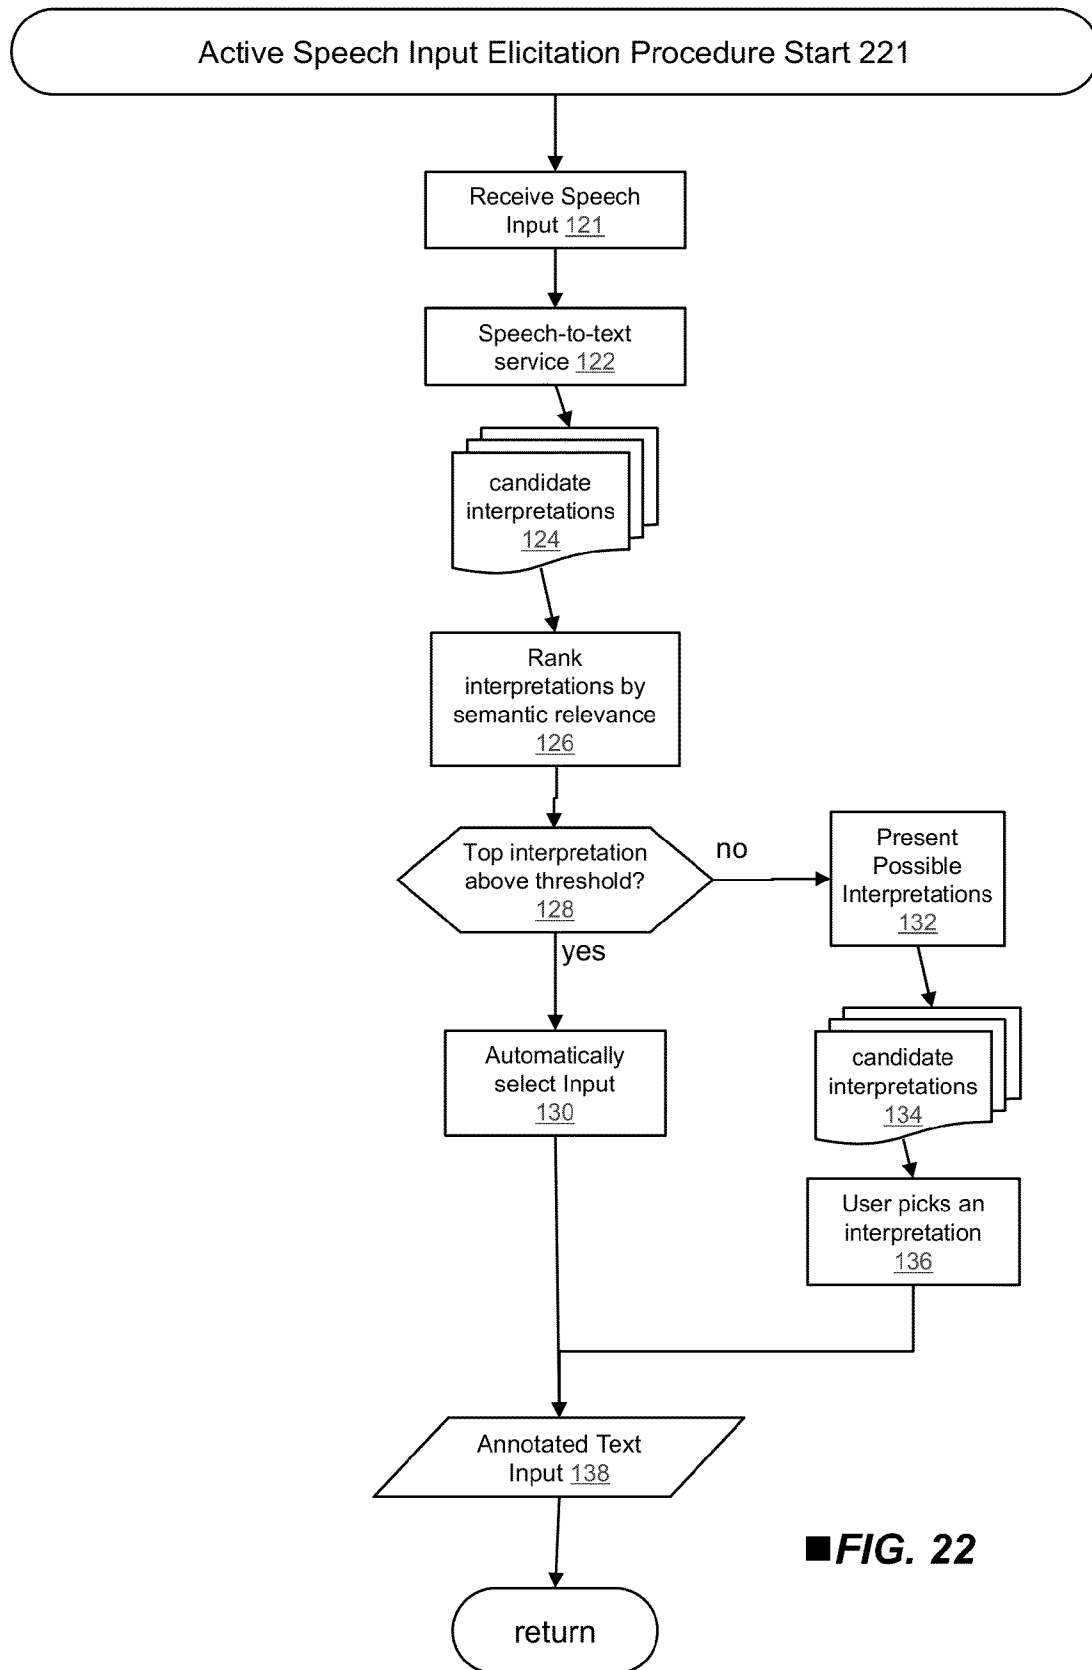 Active Speech Input Elicitation Procedure Start 221
Receive Speech
Input 121
Speech-to-text
service 122
candidate
interpretations
124
Rank
interpretations by
semantic relevance
126
Top interpretation
above threshold?
128
no
yes
Present
Possible
Interpretations
132
Automatically
select Input
130
candidate
interpretations
134
User picks an
interpretation
136
Annotated Text
Input 138
■FIG. 22
return